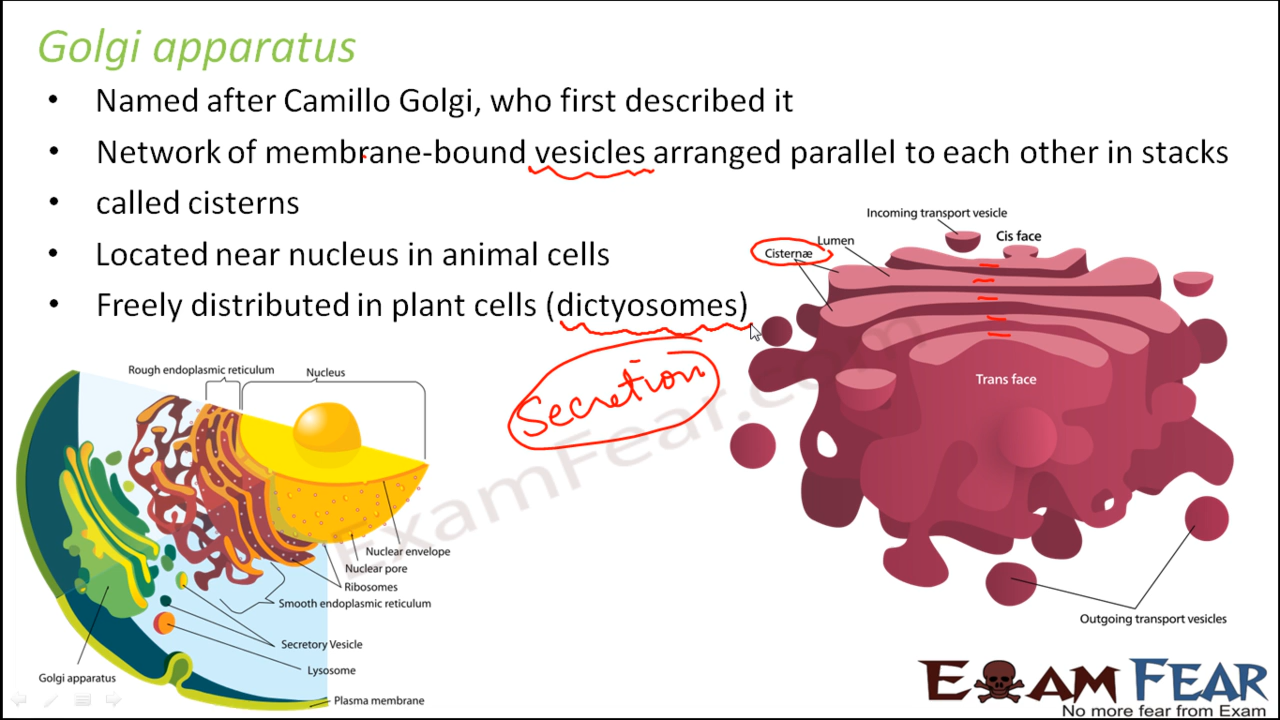 Golgi apparatus
• Named after Camillo Golgi, who first described it
• Network of membrane-bound vesicles arranged parallel to each other in stacks
• called cisterns
• Located near nucleus in animal cells
• Freely distributed in plant cells (dictyosomes)
Secretion
Incoming transport vesicle
Cis face
Lumen
Cisternæ
Trans face
Outgoing transport vesicles
Rough endoplasmic reticulum
Nucleus
Nuclear envelope
Nuclear pore
Ribosomes
Smooth endoplasmic reticulum
Secretory Vesicle
Lysosome
Golgi apparatus
Plasma membrane
ExamFear.com
EXAM FEAR
No more fear from Exam